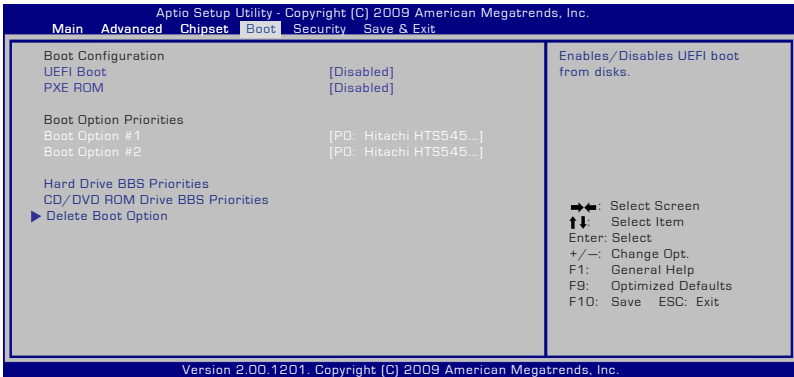 Aptio Setup Utility - Copyright (C) 2009 American Megatrends, Inc.
Main Advanced Chipset Boot Security Save & Exit
Boot Configuration
UEFI Boot [Disabled]
PXE ROM [Disabled]
Boot Option Priorities
Boot Option #1 [P0: Hitachi HTS545...]
Boot Option #2 [P0: Hitachi HTS545...]
Hard Drive BBS Priorities
CD/DVD ROM Drive BBS Priorities
Delete Boot Option
Enables/Disables UEFI boot
from disks.
→←: Select Screen
↑↓: Select Item
Enter: Select
+/—: Change Opt.
F1: General Help
F9: Optimized Defaults
F10: Save ESC: Exit
Version 2.00.1201. Copyright (C) 2009 American Megatrends, Inc.